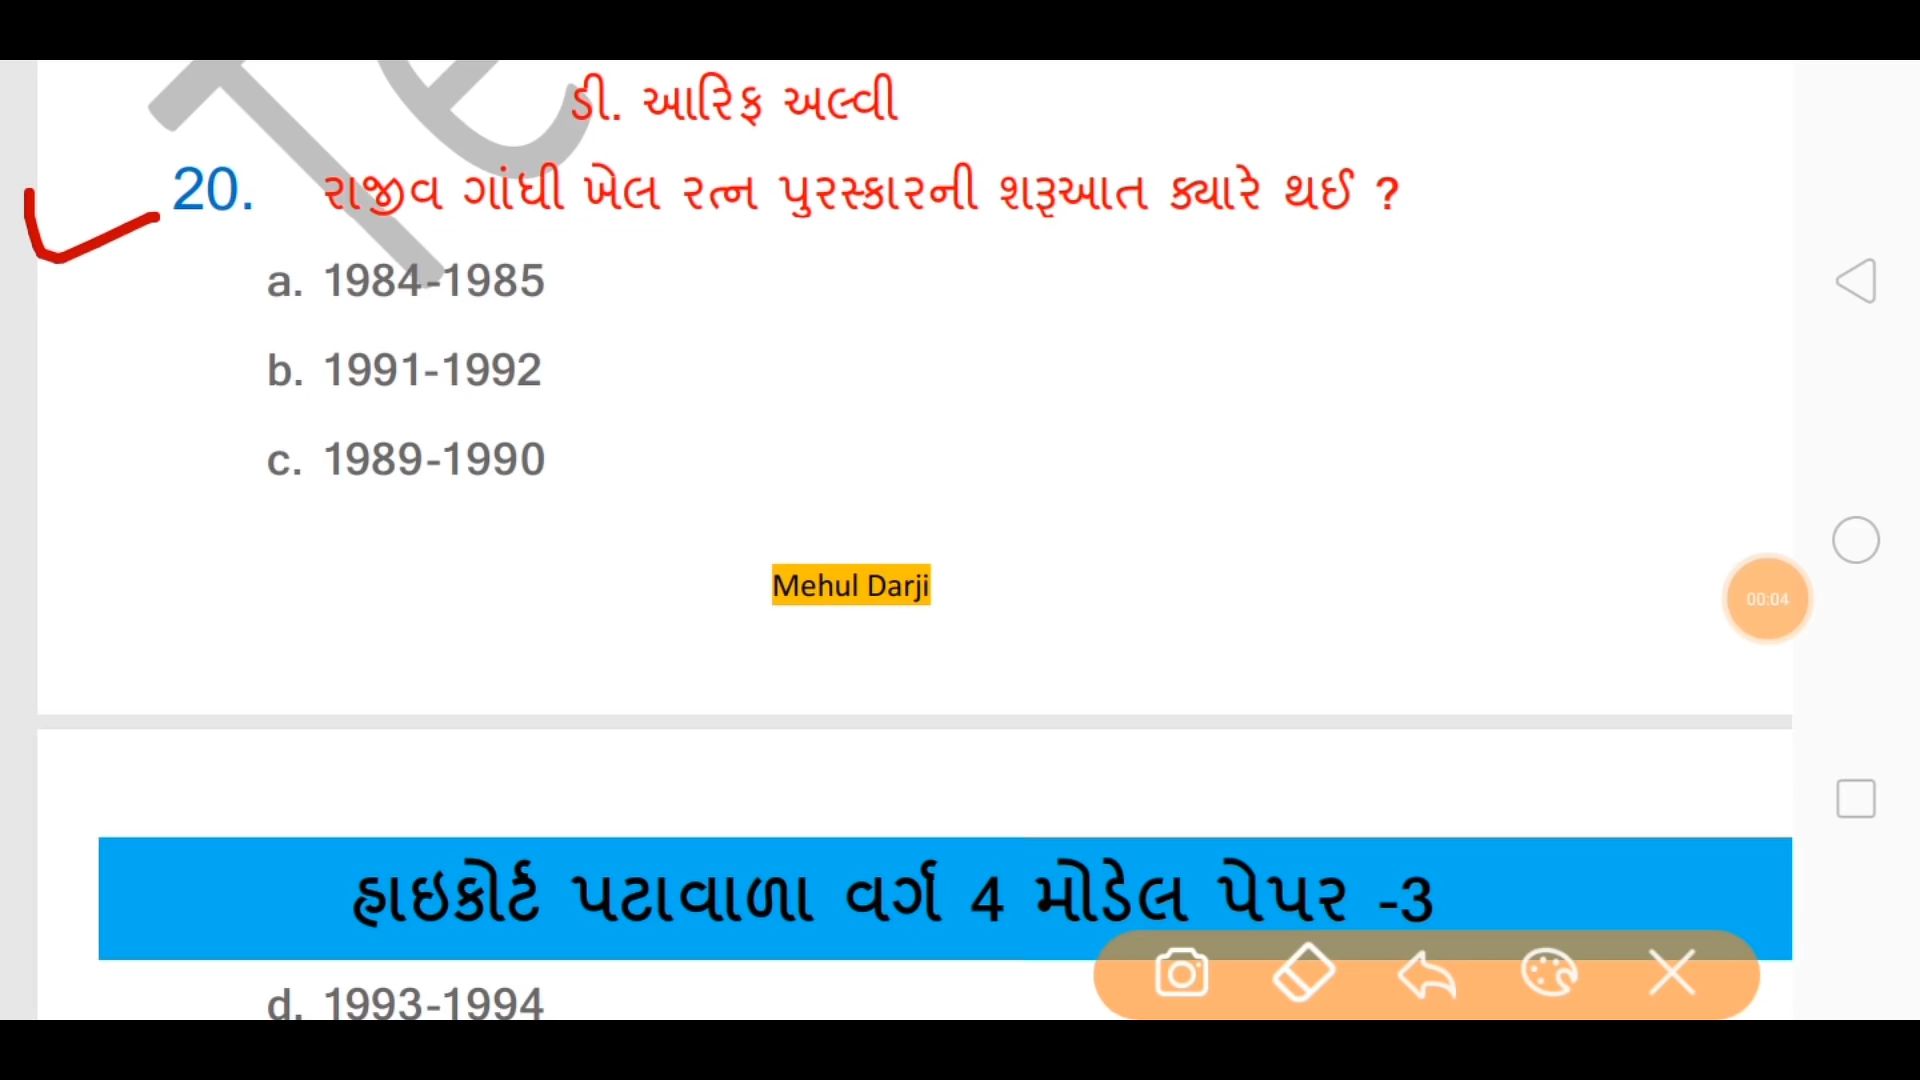 ડી. આરિફ અલ્વી
20. રાજીવ ગાંધી ખેલ રત્ન પુરસ્કારની શરૂઆત ક્યારે થઈ ?
a. 1984-1985
b. 1991-1992
c. 1989-1990
Mehul Darji
00:04
હાઇકોર્ટ પટાવાળા વર્ગ 4 મોડેલ પેપર -3
d. 1993-1994